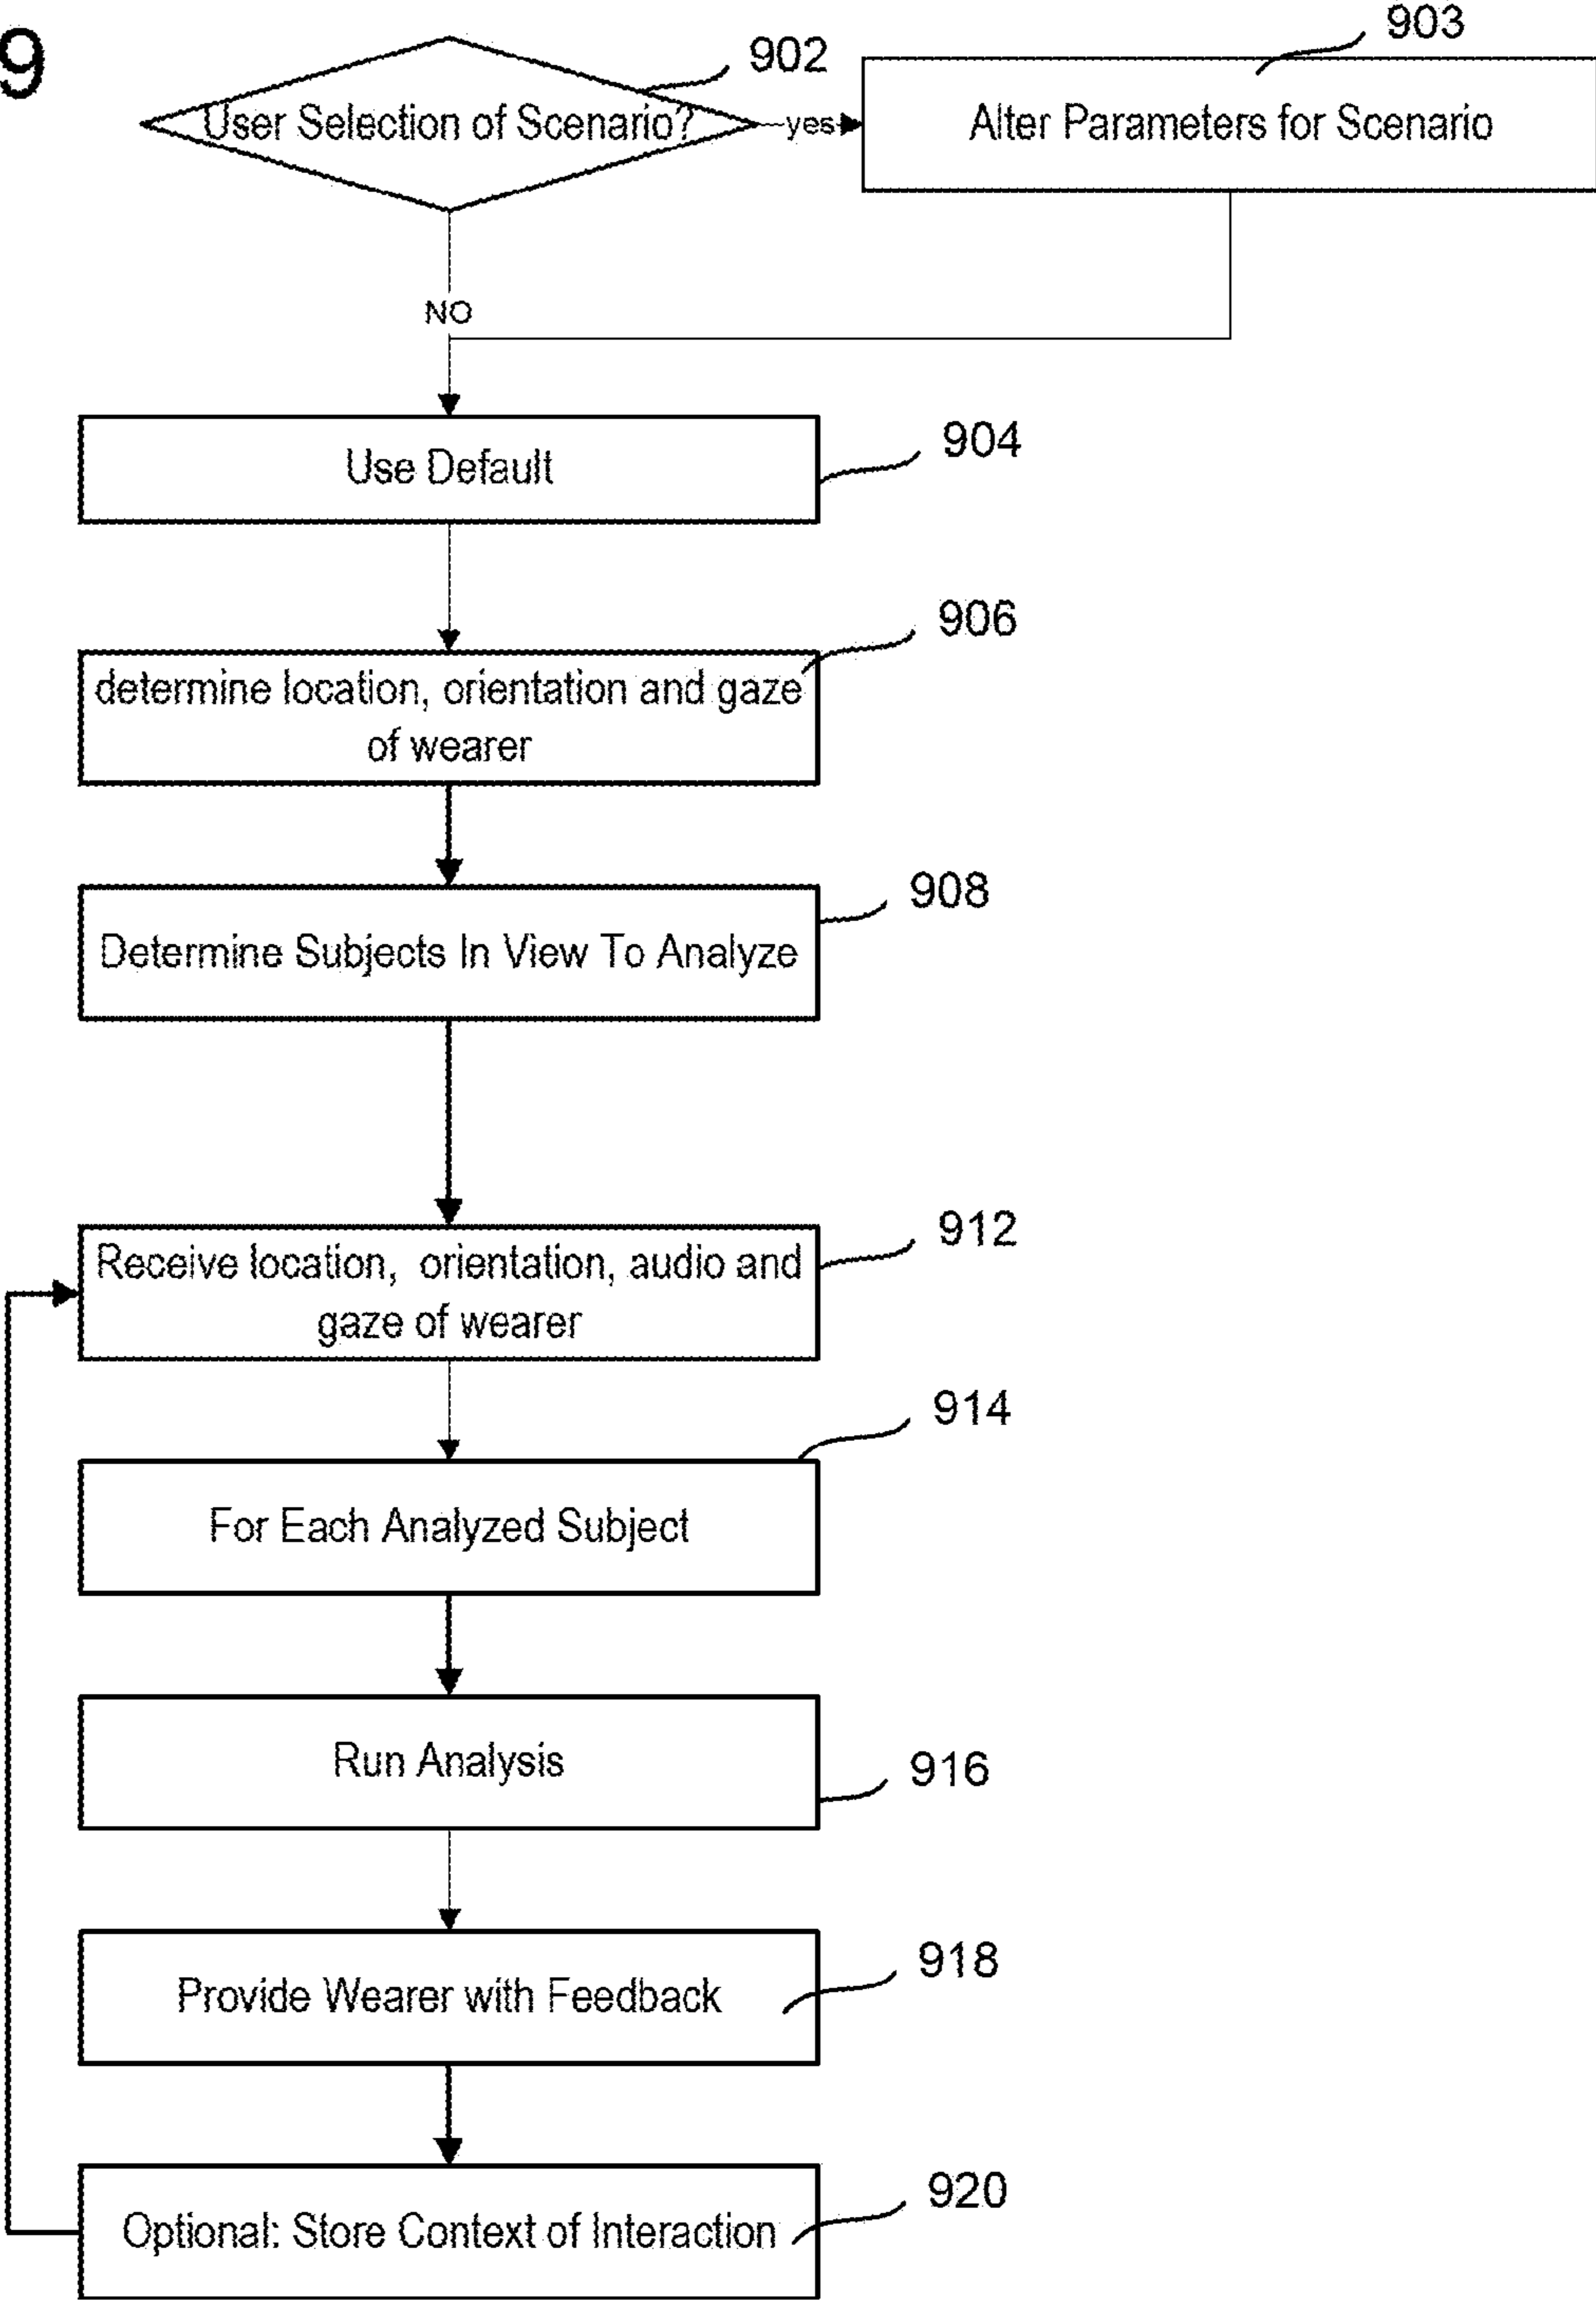 9
902
903
User Selection of Scenario?
yes
Alter Parameters for Scenario
NO
904
Use Default
906
determine location, orientation and gaze
of wearer
908
Determine Subjects In View To Analyze
912
Receive location, orientation, audio and
gaze of wearer
914
For Each Analyzed Subject
Run Analysis
916
918
Provide Wearer with Feedback
920
Optional: Store Context of Interaction